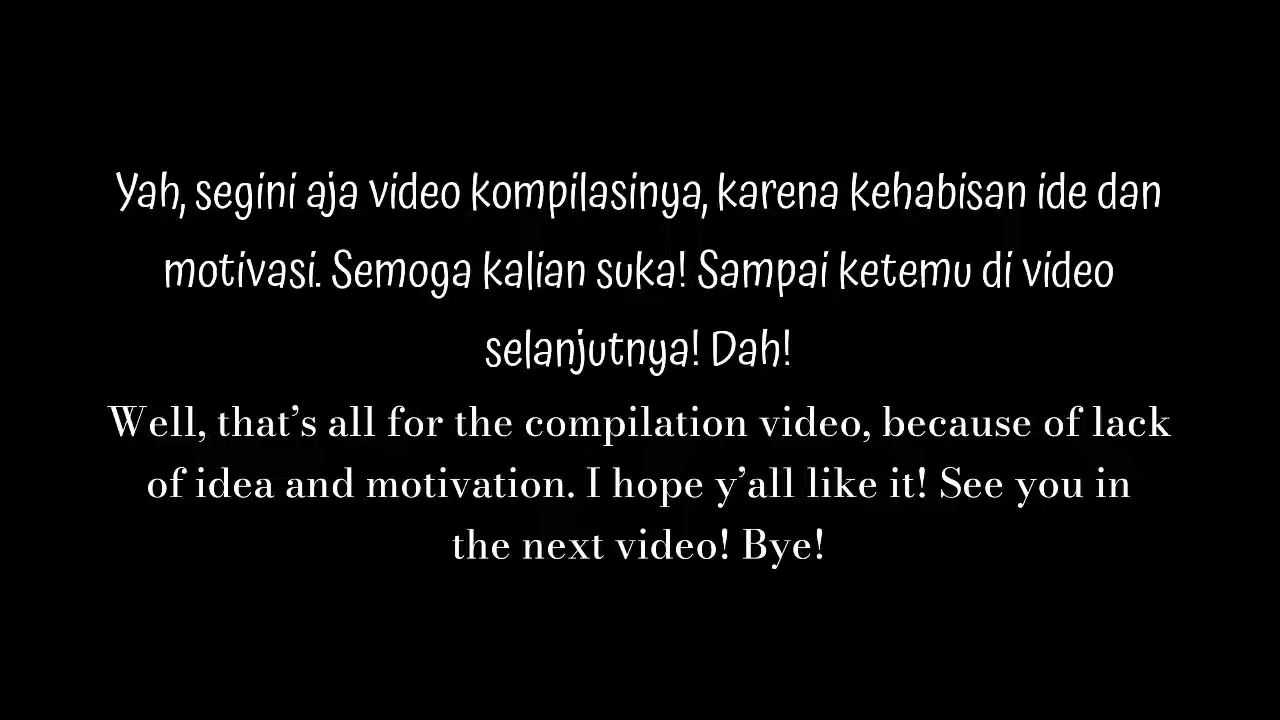 Yah, segini aja video kompilasinya, karena kehabisan ide dan
motivasi. Semoga kalian suka! Sampai ketemu di video
selanjutnya! Dah!
Well, that’s all for the compilation video, because of lack
of idea and motivation. I hope y’all like it! See you in
the next video! Bye!